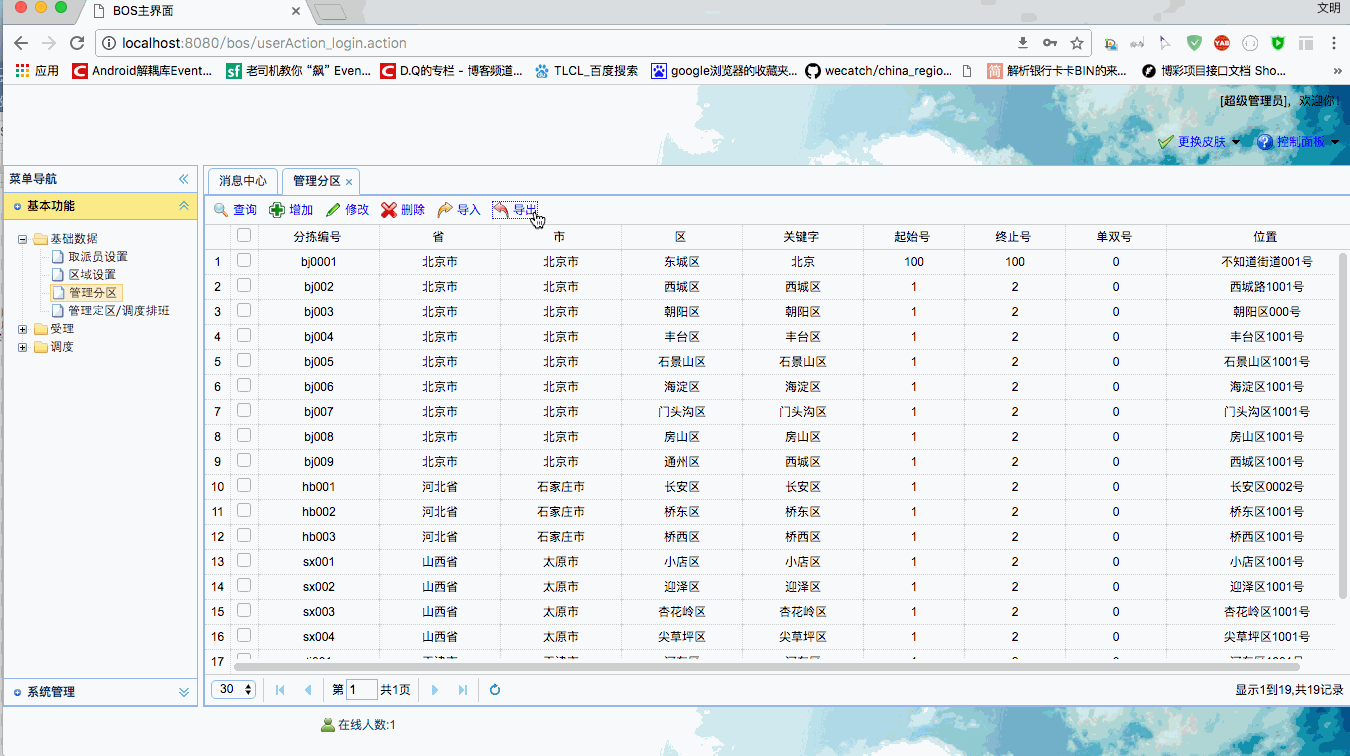 BOS主界面
文明
localhost:8080/bos/userAction_login.action
应用 Android解耦库Event... 老司机教你“飙” Even... D.Q的专栏 - 博客频道... TLCL_百度搜索 google浏览器的收藏夹... wecatch/china_regio... 解析银行卡卡BIN的来... 博彩项目接口文档 Sho...
[超级管理员]，欢迎你！
更换皮肤 控制面板
菜单导航
基本功能
基础数据
取派员设置
区域设置
管理分区
管理定区/调度排班
受理
调度
系统管理
消息中心 管理分区
查询 增加 修改 删除 导入 导出
分拣编号 省 市 区 关键字 起始号 终止号 单双号 位置
1 bj0001 北京市 北京市 东城区 北京 100 100 0 不知道街道001号
2 bj002 北京市 北京市 西城区 西城区 1 2 0 西城路1001号
3 bj003 北京市 北京市 朝阳区 朝阳区 1 2 0 朝阳区000号
4 bj004 北京市 北京市 丰台区 丰台区 1 2 0 丰台区1001号
5 bj005 北京市 北京市 石景山区 石景山区 1 2 0 石景山区1001号
6 bj006 北京市 北京市 海淀区 海淀区 1 2 0 海淀区1001号
7 bj007 北京市 北京市 门头沟区 门头沟区 1 2 0 门头沟区1001号
8 bj008 北京市 北京市 房山区 房山区 1 2 0 房山区1001号
9 bj009 北京市 北京市 通州区 西城区 1 2 0 西城区1001号
10 hb001 河北省 石家庄市 长安区 长安区 1 2 0 长安区0002号
11 hb002 河北省 石家庄市 桥东区 桥东区 1 2 0 桥东区1001号
12 hb003 河北省 石家庄市 桥西区 桥西区 1 2 0 桥西区1001号
13 sx001 山西省 太原市 小店区 小店区 1 2 0 小店区1001号
14 sx002 山西省 太原市 迎泽区 迎泽区 1 2 0 迎泽区1001号
15 sx003 山西省 太原市 杏花岭区 杏花岭区 1 2 0 杏花岭区1001号
16 sx004 山西省 太原市 尖草坪区 尖草坪区 1 2 0 尖草坪区1001号
17
30 第 1 共1页 显示1到19,共19记录
在线人数:1